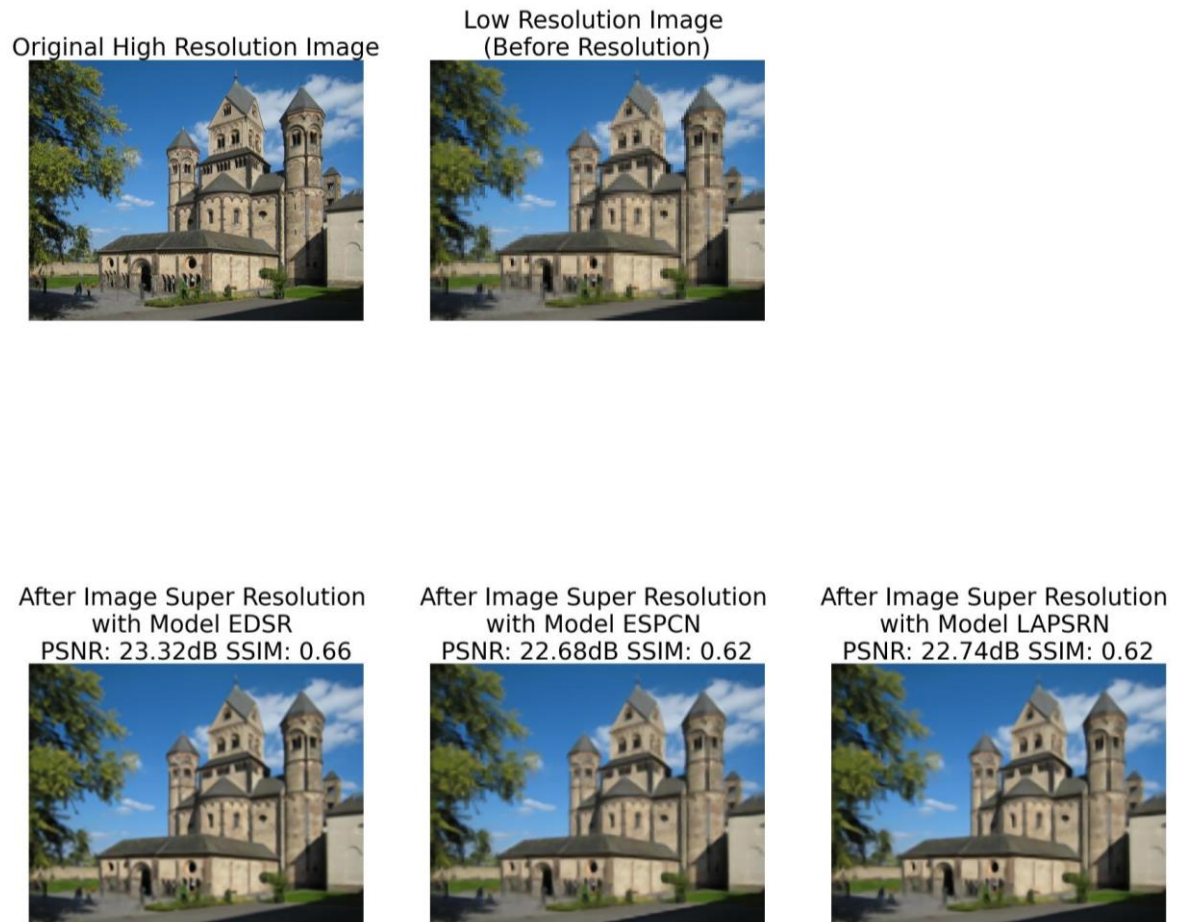 Original High Resolution Image
Low Resolution Image
(Before Resolution)
After Image Super Resolution
with Model EDSR
PSNR: 23.32dB SSIM: 0.66
After Image Super Resolution
with Model ESPCN
PSNR: 22.68dB SSIM: 0.62
After Image Super Resolution
with Model LAPSRN
PSNR: 22.74dB SSIM: 0.62